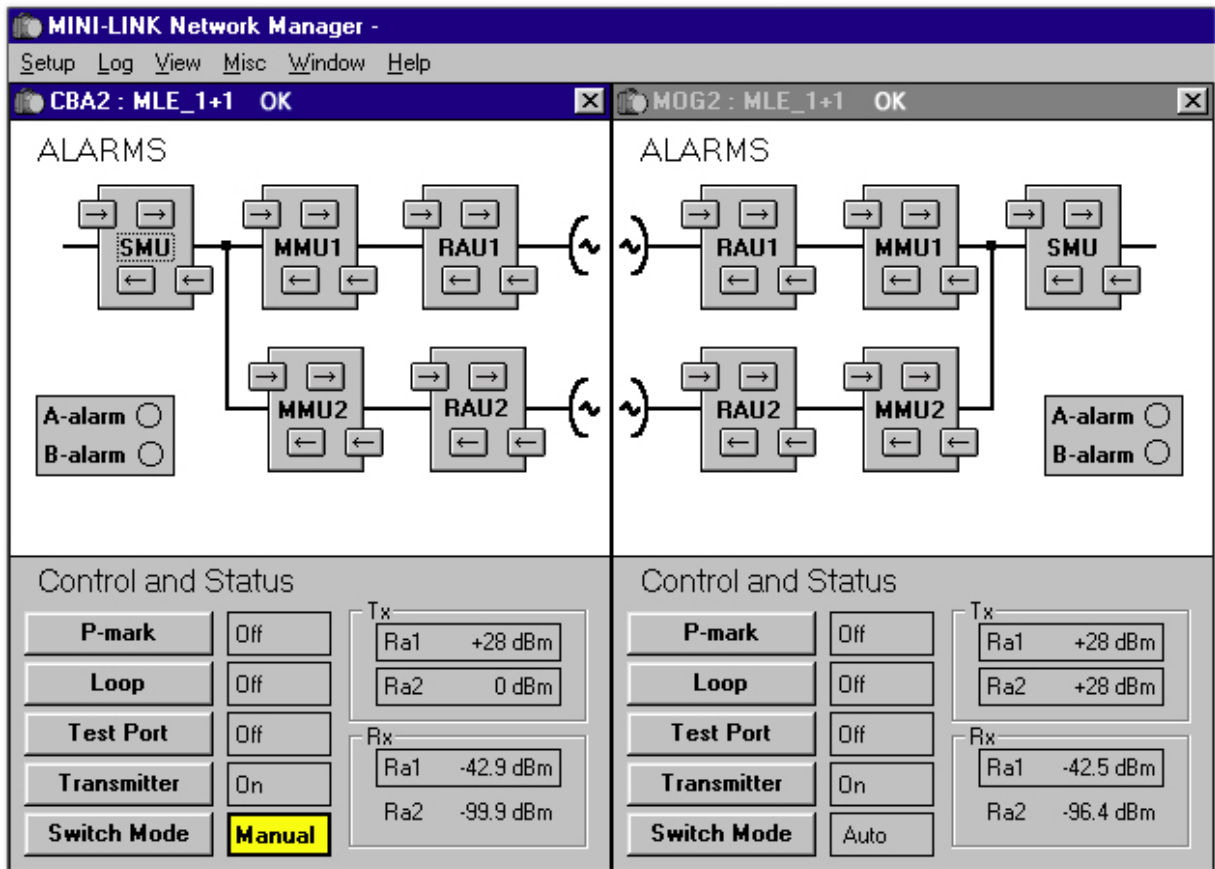 MINI-LINK Network Manager -
Setup Log View Misc Window Help
CBA2 : MLE_1+1 OK
ALARMS
SMU MMU1 RAU1
MMU2 RAU2
A-alarm
B-alarm
Control and Status
P-mark Off
Loop Off
Test Port Off
Transmitter On
Switch Mode Manual
Tx
Ra1 +28 dBm
Ra2 0 dBm
Rx
Ra1 -42.9 dBm
Ra2 -99.9 dBm
MOG2 : MLE_1+1 OK
ALARMS
RAU1 MMU1 SMU
RAU2 MMU2
A-alarm
B-alarm
Control and Status
P-mark Off
Loop Off
Test Port Off
Transmitter On
Switch Mode Auto
Tx
Ra1 +28 dBm
Ra2 +28 dBm
Rx
Ra1 -42.5 dBm
Ra2 -96.4 dBm